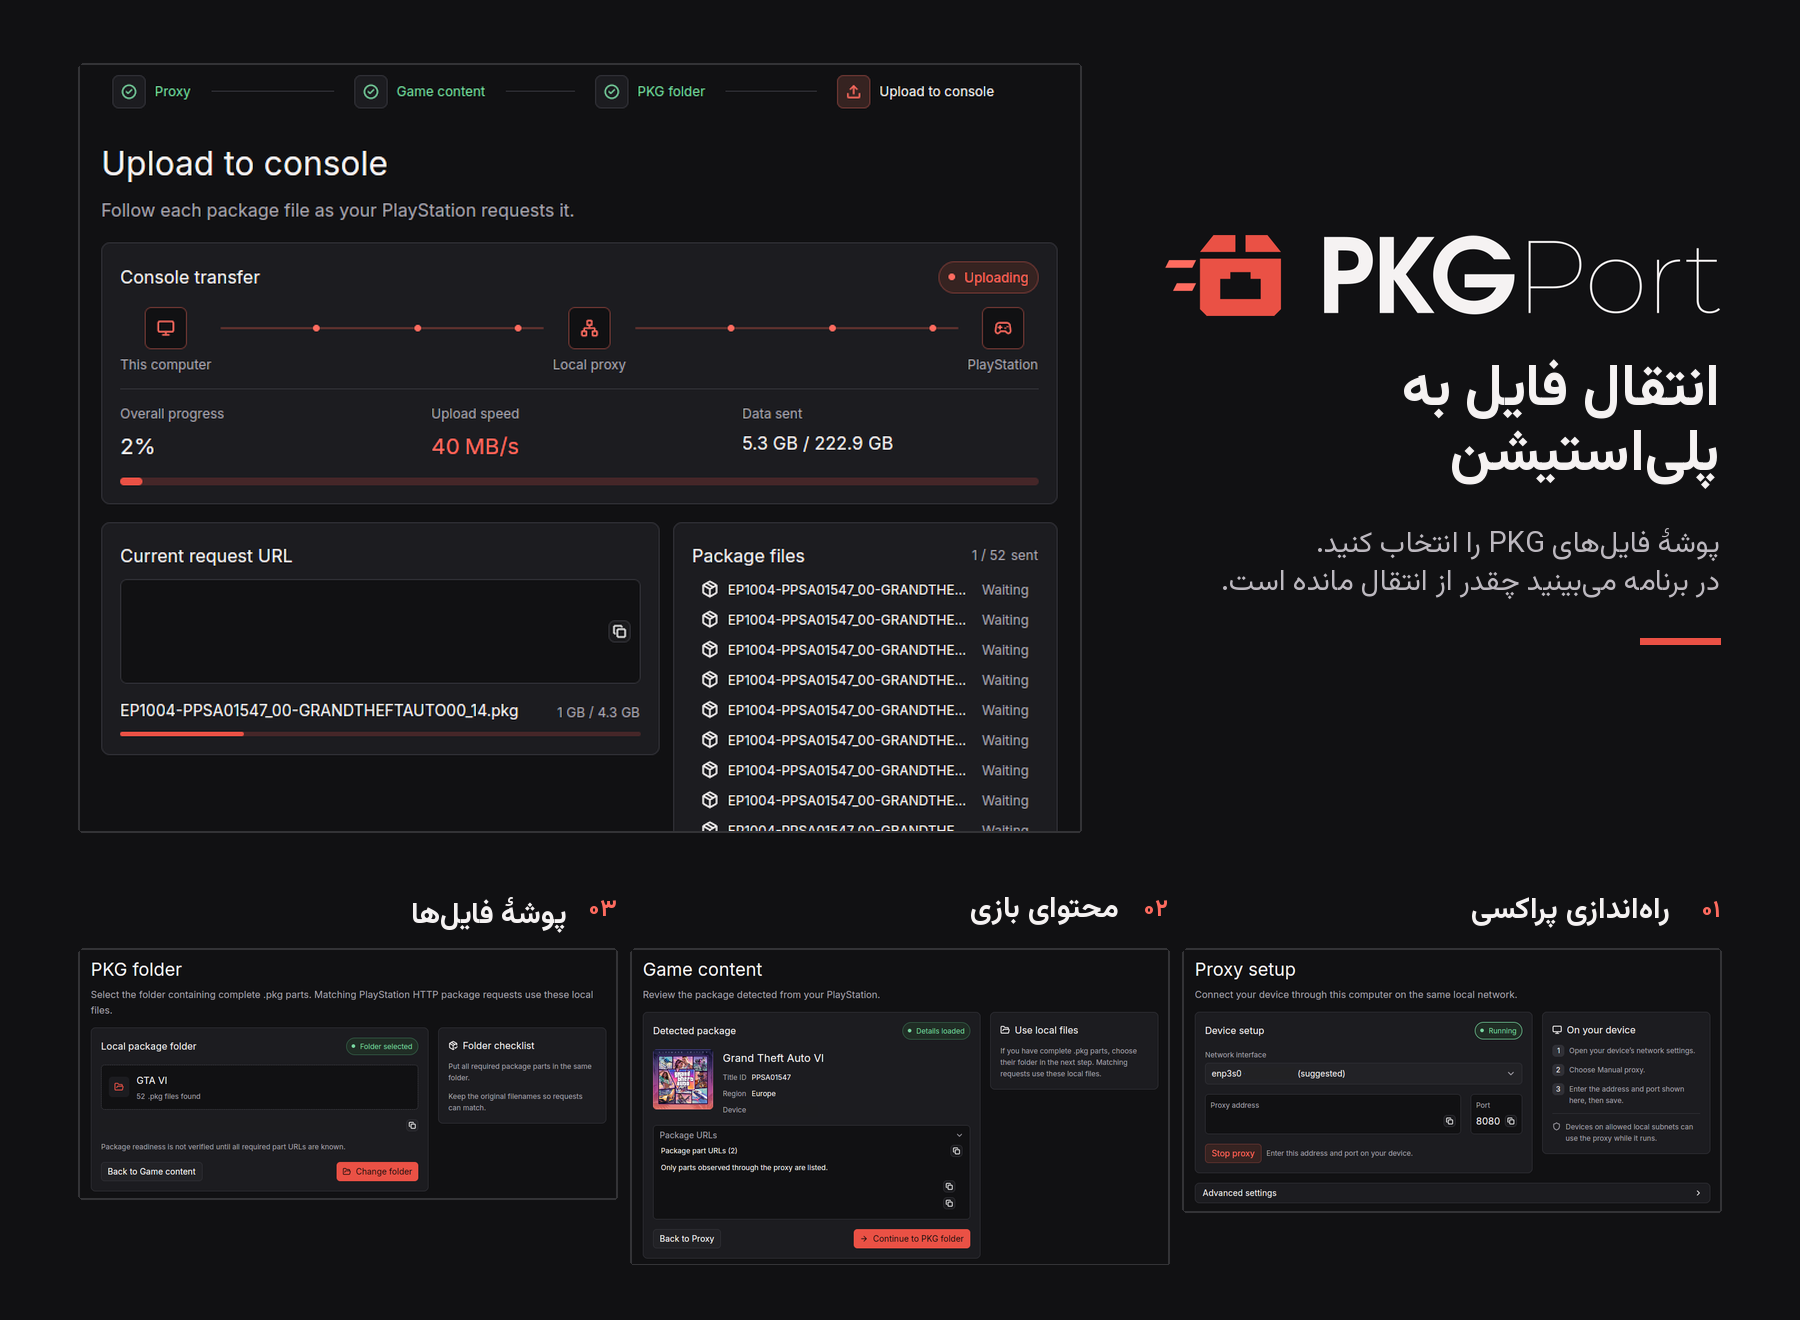 Proxy
Game content
PKG folder
Upload to console
Upload to console
Follow each package file as your PlayStation requests it.
Console transfer
Uploading
This computer
Local proxy
PlayStation
Overall progress
Upload speed
Data sent
2%
40 MB/s
5.3 GB / 222.9 GB
Current request URL
EP1004-PPSA01547_00-GRANDTHEFTAUTO00_14.pkg
1 GB / 4.3 GB
Package files
1 / 52 sent
EP1004-PPSA01547_00-GRANDTHE... Waiting
EP1004-PPSA01547_00-GRANDTHE... Waiting
EP1004-PPSA01547_00-GRANDTHE... Waiting
EP1004-PPSA01547_00-GRANDTHE... Waiting
EP1004-PPSA01547_00-GRANDTHE... Waiting
EP1004-PPSA01547_00-GRANDTHE... Waiting
EP1004-PPSA01547_00-GRANDTHE... Waiting
EP1004-PPSA01547_00-GRANDTHE... Waiting
EP1004-PPSA01547_00-GRANDTHE... Waiting
PKGPort
انتقال فایل به
پلی‌استیشن
پوشهٔ فایل‌های PKG را انتخاب کنید.
در برنامه می‌بینید چقدر از انتقال مانده است.
۰۱ راه‌اندازی پراکسی
Proxy setup
Connect your device through this computer on the same local network.
Device setup
Running
Network interface
enp3s0 (suggested)
Proxy address
Port
8080
Stop proxy
Enter this address and port on your device.
On your device
1 Open your device's network settings.
2 Choose Manual proxy.
3 Enter the address and port shown
here, then save.
Devices on allowed local subnets can
use the proxy while it runs.
Advanced settings
۰۲ محتوای بازی
Game content
Review the package detected from your PlayStation.
Detected package
Details loaded
Grand Theft Auto VI
Title ID PPSA01547
Region Europe
Device
Package URLs
Package part URLs (2)
Only parts observed through the proxy are listed.
Back to Proxy
Continue to PKG folder
Use local files
If you have complete .pkg parts, choose
their folder in the next step. Matching
requests use these local files.
۰۳ پوشهٔ فایل‌ها
PKG folder
Select the folder containing complete .pkg parts. Matching PlayStation HTTP package requests use these local
files.
Local package folder
Folder selected
GTA VI
52 .pkg files found
Package readiness is not verified until all required part URLs are known.
Back to Game content
Change folder
Folder checklist
Put all required package parts in the same
folder.
Keep the original filenames so requests
can match.